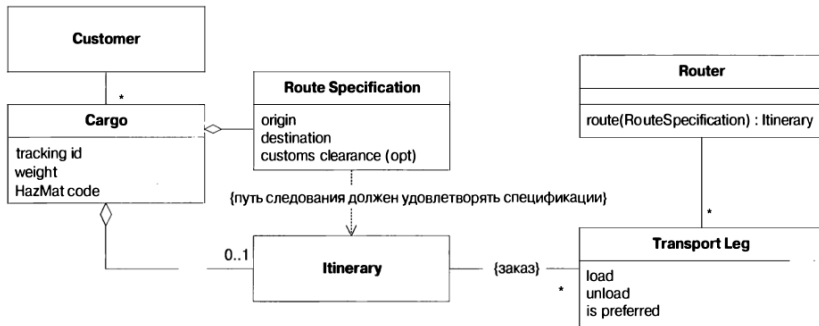 Customer
*
Cargo
tracking id
weight
HazMat code
Route Specification
origin
destination
customs clearance (opt)
Router
route(RouteSpecification) : Itinerary
{путь следования должен удовлетворять спецификации}
0..1
Itinerary
{заказ}
*
*
Transport Leg
load
unload
is preferred